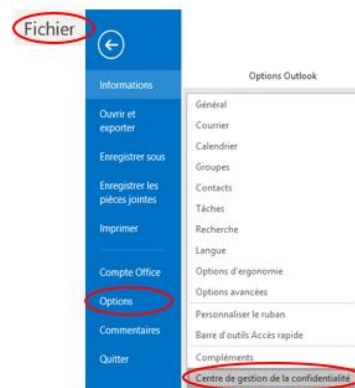 Fichier
Informations
Ouvrir et
exporter
Enregistrer sous
Enregistrer les
pièces jointes
Imprimer
Compte Office
Options
Commentaires
Quitter
Options Outlook
Général
Courrier
Calendrier
Groupes
Contacts
Tâches
Recherche
Langue
Options d'ergonomie
Options avancées
Personnaliser le ruban
Barre d'outils Accès rapide
Compléments
Centre de gestion de la confidentialité